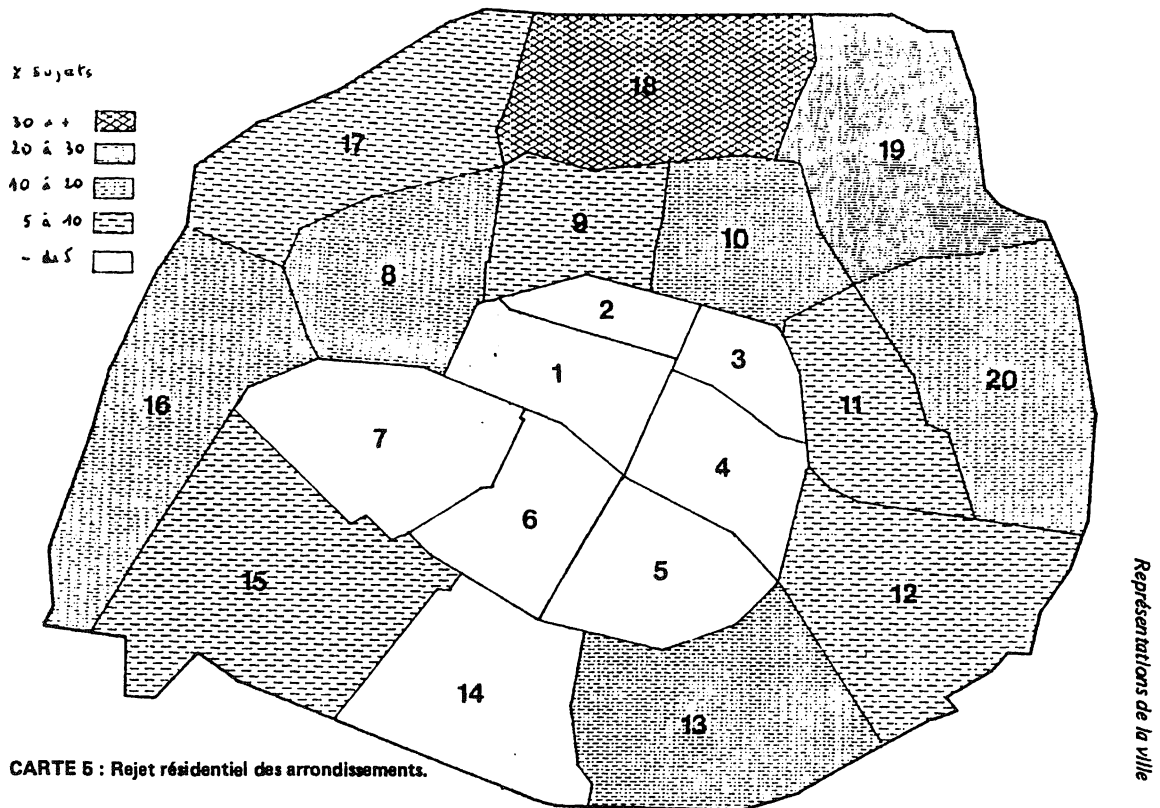 % sujets
30 à +
20 à 30
10 à 20
5 à 10
- de 5
18
17
19
9
10
8
2
3
1
20
16
11
7
4
6
5
15
12
14
13
Représentations de la ville
CARTE 5 : Rejet résidentiel des arrondissements.